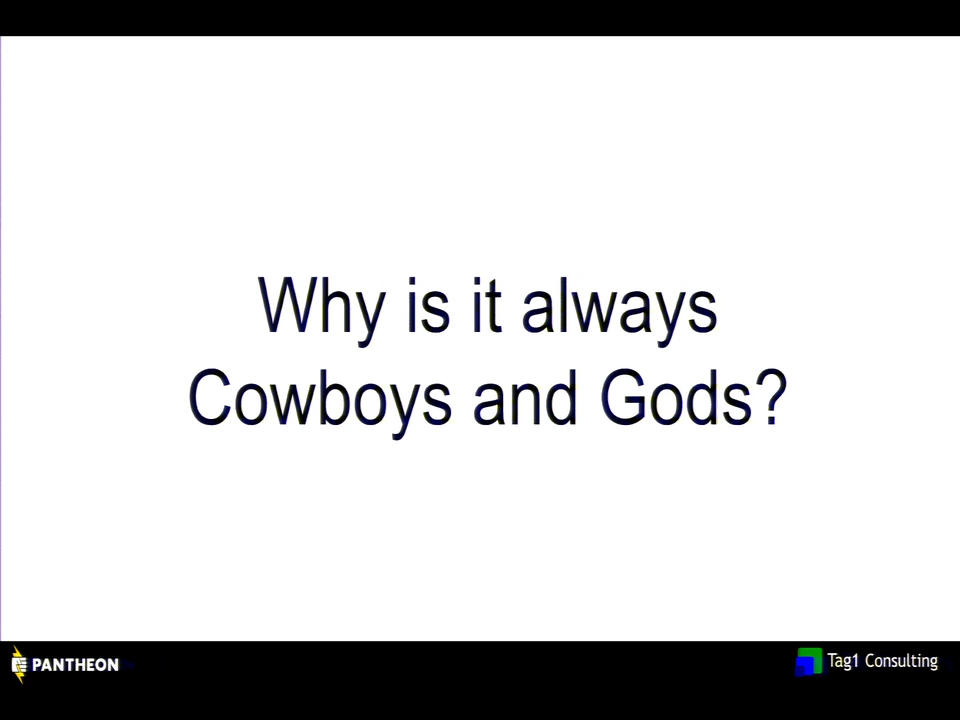 Why is it always
Cowboys and Gods?
PANTHEON
Tag1 Consulting